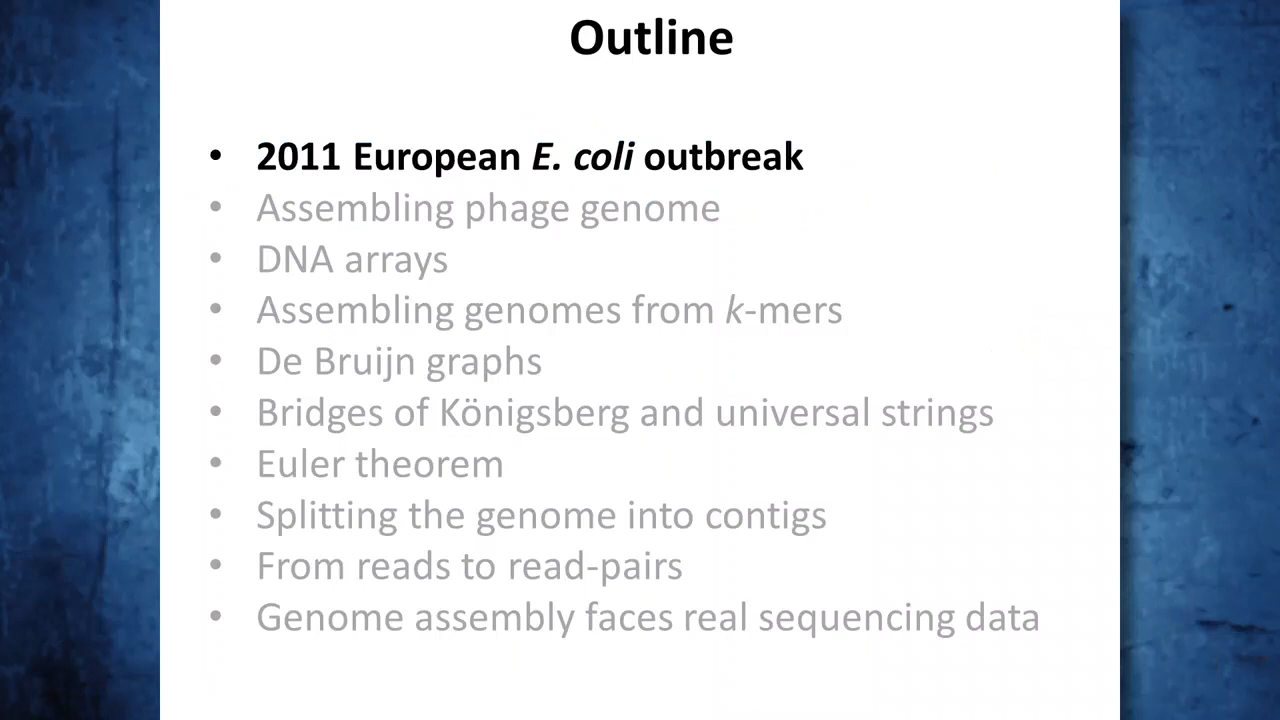 Outline
• 2011 European E. coli outbreak
• Assembling phage genome
• DNA arrays
• Assembling genomes from k-mers
• De Bruijn graphs
• Bridges of Königsberg and universal strings
• Euler theorem
• Splitting the genome into contigs
• From reads to read-pairs
• Genome assembly faces real sequencing data